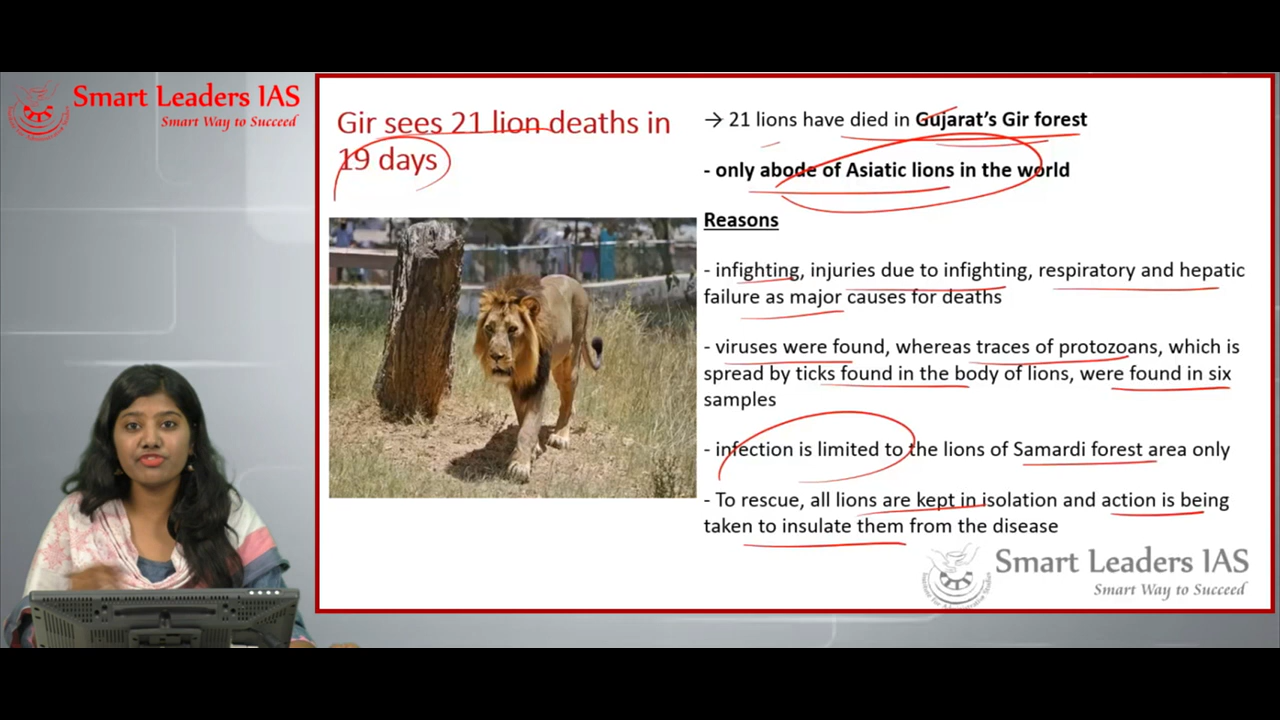 Smart Leaders IAS
Smart Way to Succeed
Gir sees 21 lion deaths in
19 days
→ 21 lions have died in Gujarat's Gir forest
- only abode of Asiatic lions in the world
Reasons
- infighting, injuries due to infighting, respiratory and hepatic
failure as major causes for deaths
- viruses were found, whereas traces of protozoans, which is
spread by ticks found in the body of lions, were found in six
samples
- infection is limited to the lions of Samardi forest area only
- To rescue, all lions are kept in isolation and action is being
taken to insulate them from the disease
Smart Leaders IAS
Smart Way to Succeed